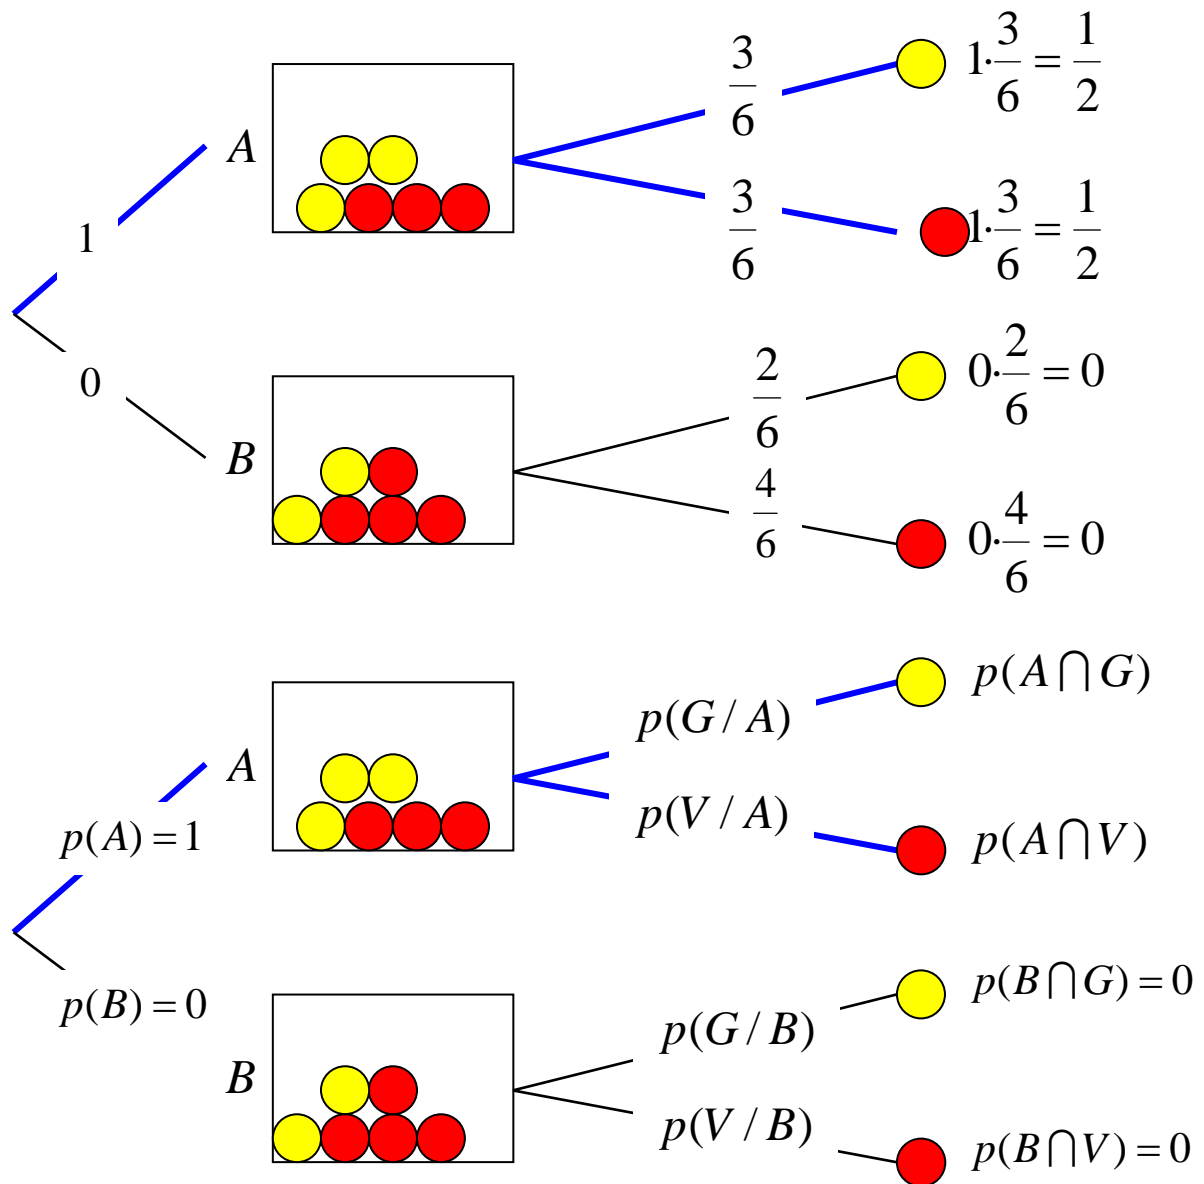 3/6 1·3/6 = 1/2
A
3/6 1·3/6 = 1/2
1
0
2/6 0·2/6 = 0
B
4/6 0·4/6 = 0
p(A⋂G)
p(G / A)
A
p(V / A)
p(A) = 1
p(A⋂V)
p(B⋂G) = 0
p(B) = 0
p(G / B)
B
p(V / B)
p(B⋂V) = 0